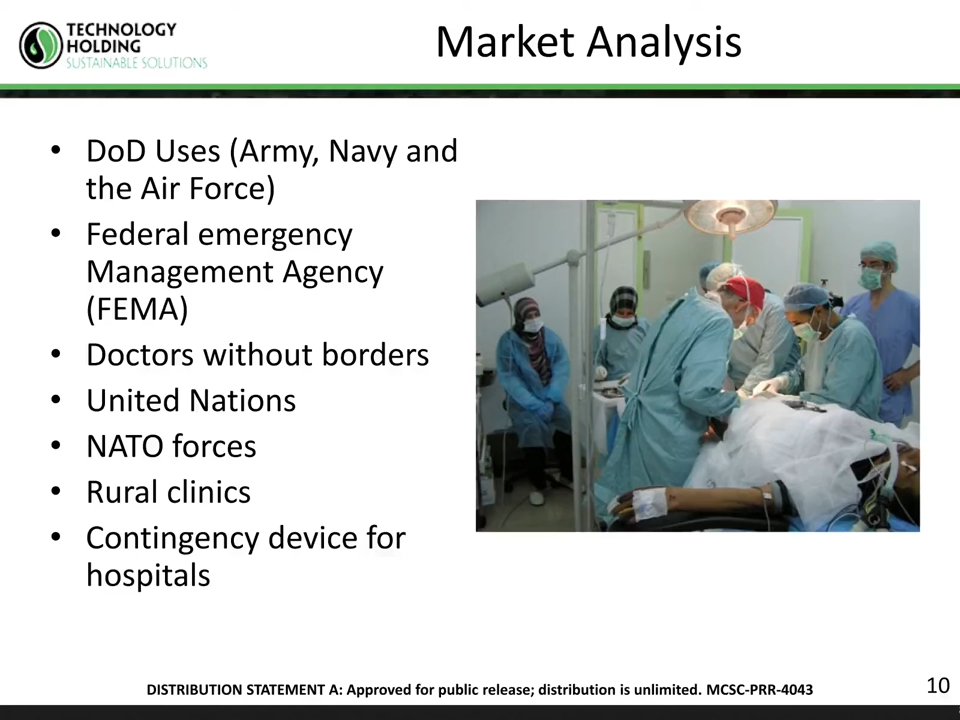 TECHNOLOGY
HOLDING
SUSTAINABLE SOLUTIONS
Market Analysis
• DoD Uses (Army, Navy and
the Air Force)
• Federal emergency
Management Agency
(FEMA)
• Doctors without borders
• United Nations
• NATO forces
• Rural clinics
• Contingency device for
hospitals
DISTRIBUTION STATEMENT A: Approved for public release; distribution is unlimited. MCSC-PRR-4043
10